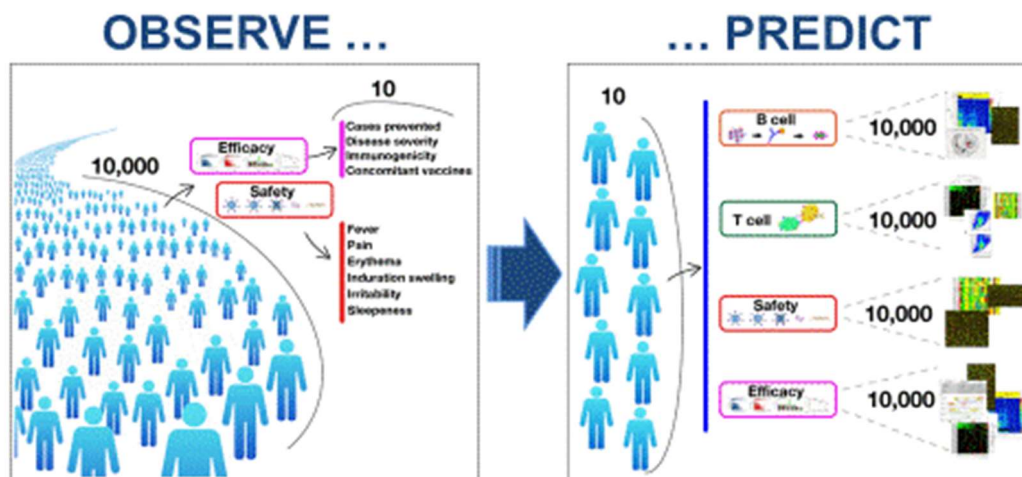 OBSERVE ...
... PREDICT
10
10,000
Efficacy
Cases prevented
Disease severity
Immunogenicity
Concomitant vaccines
Safety
Fever
Pain
Erythema
Induration swelling
Irritability
Sleepeness
10
B cell
10,000
T cell
10,000
Safety
10,000
Efficacy
10,000